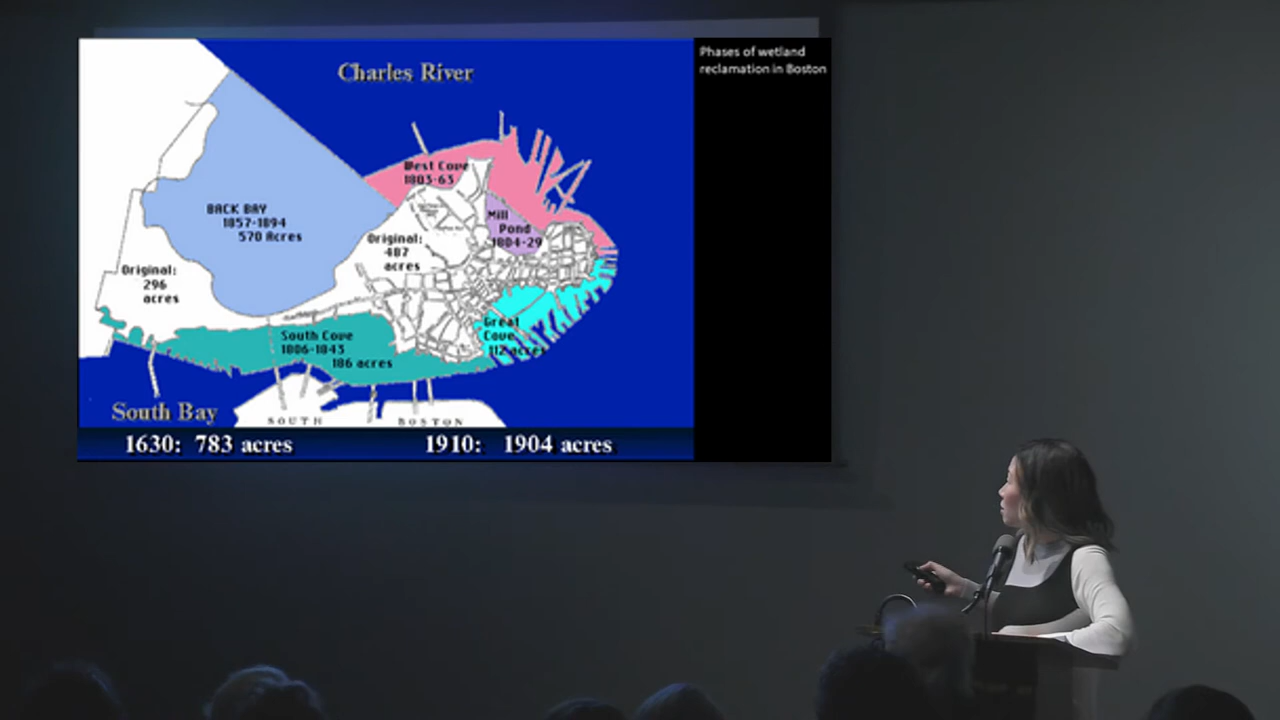 Phases of wetland
reclamation in Boston
Charles River
West Cove
1803-63
BACK BAY
1857-1894
570 Acres
Mill
Pond
1804-29
Original:
487
acres
Original:
296
acres
Great
Cove
112 acres
South Cove
1806-1843
186 acres
South Bay
SOUTH BOSTON
1630: 783 acres 1910: 1904 acres